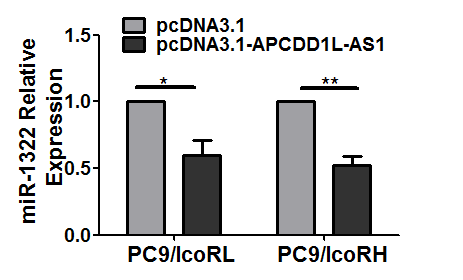 pcDNA3.1
pcDNA3.1-APCDD1L-AS1
miR-1322 Relative
Expression
1.5
1.0
0.5
0.0
*
**
PC9/IcoRL
PC9/IcoRH